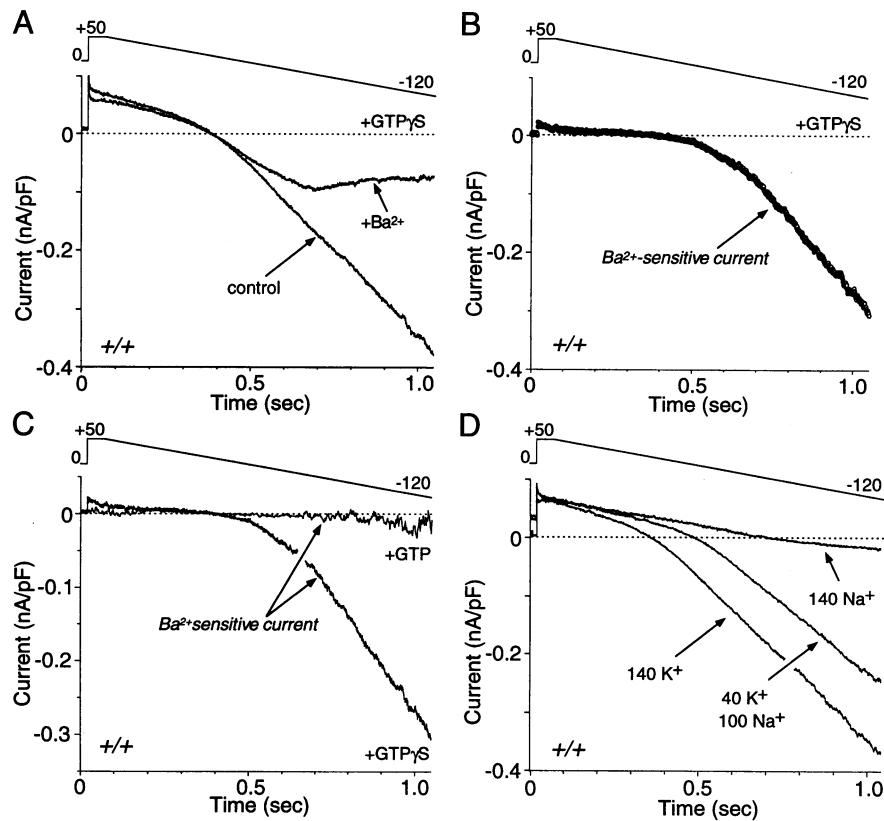 A
+50
0
-120
+GTPγS
0
+Ba²⁺
-0.2
control
+/+
-0.4
0
0.5
1.0
Time (sec)
Current (nA/pF)
B
+50
0
-120
+GTPγS
0
-0.2
Ba²⁺-sensitive current
+/+
-0.4
0
0.5
1.0
Time (sec)
Current (nA/pF)
C
+50
0
-120
0
+GTP
-0.1
Ba²⁺sensitive current
-0.2
-0.3
+/+
+GTPγS
0
0.5
1.0
Time (sec)
Current (nA/pF)
D
+50
0
-120
0
140 Na⁺
140 K⁺
-0.2
40 K⁺
100 Na⁺
+/+
-0.4
0
0.5
1.0
Time (sec)
Current (nA/pF)